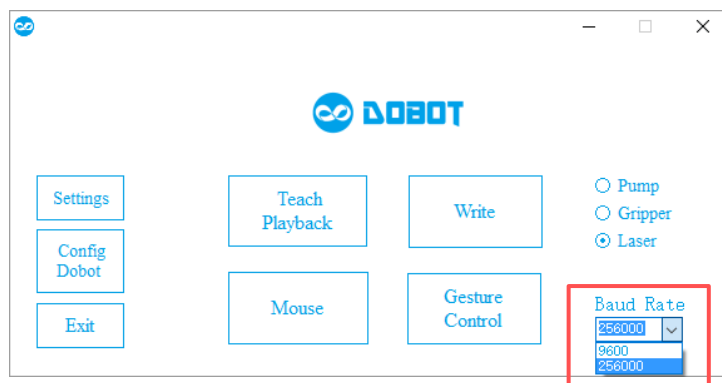 DOBOT
Settings
Config
Dobot
Exit
Teach
Playback
Write
Mouse
Gesture
Control
Pump
Gripper
Laser
Baud Rate
256000
9600
256000